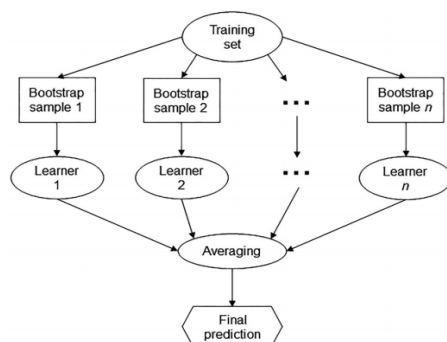 Training
set
Bootstrap
sample 1
Bootstrap
sample 2
...
Bootstrap
sample n
Learner
1
Learner
2
...
Learner
n
Averaging
Final
prediction